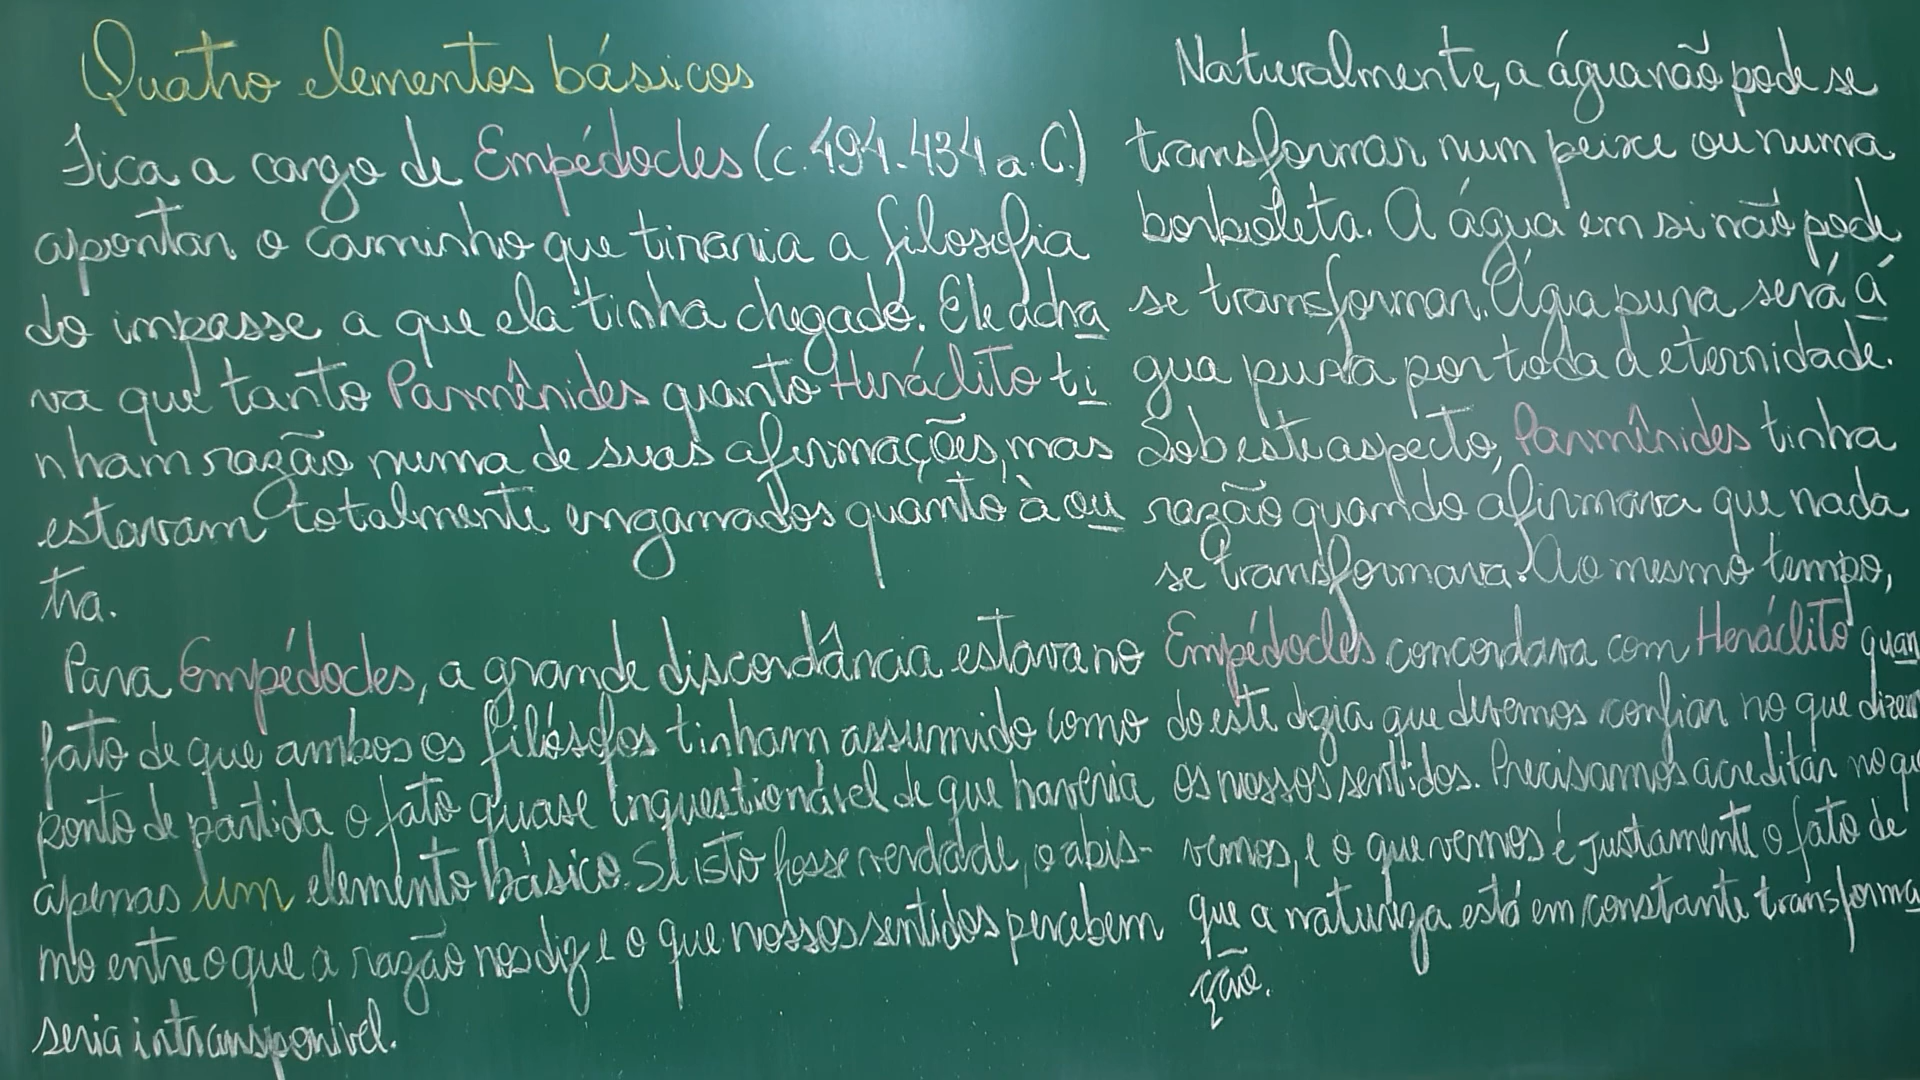 Quatro elementos básicos
Fica a cargo de Empédocles (c. 494-434 a.C.)
apontar o caminho que tiraria a filosofia
do impasse a que ela tinha chegado. Ele acha
va que tanto Parmênides quanto Heráclito ti
nham razão numa de suas afirmações, mas
estavam totalmente enganados quanto à ou
tra.
Para Empédocles, a grande discordância estava no
fato de que ambos os filósofos tinham assumido como
ponto de partida o fato quase inquestionável de que haveria
apenas um elemento básico. Se isto fosse verdade, o abis-
mo entre o que a razão nos diz e o que nossos sentidos percebem
seria intransponível.
Naturalmente, a água não pode se
transformar num peixe ou numa
borboleta. A água em si não pode
se transformar. Água pura será á
gua pura por toda a eternidade.
Sob este aspecto, Parmênides tinha
razão quando afirmava que nada
se transformava. Ao mesmo tempo,
Empédocles concordava com Heráclito quan
do este dizia que devemos confiar no que dizem
os nossos sentidos. Precisamos acreditar no que
vemos, e o que vemos é justamente o fato de
que a natureza está em constante transforma
ção.